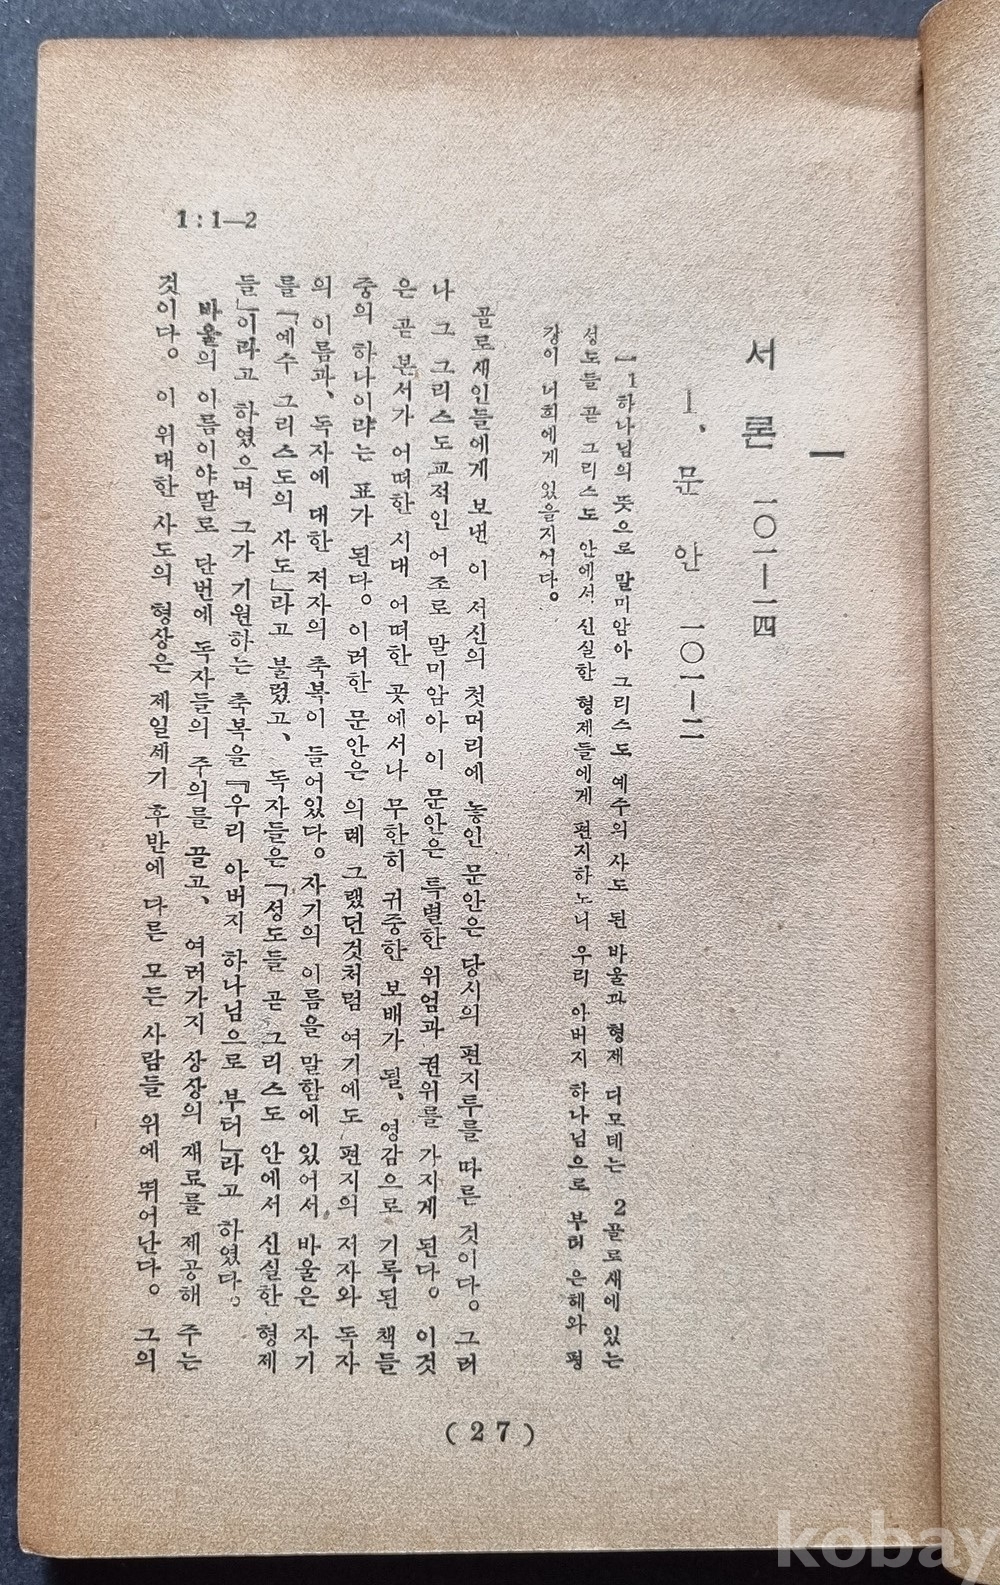 1:1—2
一
서론 一〇一—一四
1、문안 一〇一—二
一1하나님의 뜻으로 말미암아 그리스도 예수의 사도 된 바울과 형제 디모데는 2골로새에 있는
성도들 곧 그리스도 안에서 신실한 형제들에게 편지하노니 우리 아버지 하나님으로 부터 은혜와 평
강이 너희에게 있을지어다。
골로새인들에게 보낸 이 서신의 첫머리에 놓인 문안은 당시의 편지투를 따른 것이다。그러
나 그 그리스도교적인 어조로 말미암아 이 문안은 특별한 위엄과 권위를 가지게 된다。이것
은 곧 본서가 어떠한 시대 어떠한 곳에서나 무한히 귀중한 보배가 될、영감으로 기록된 책들
중의 하나이라는 표가 된다。이러한 문안은 의례 그랬던것처럼 여기에도 편지의 저자와 독자
의 이름과、독자에 대한 저자의 축복이 들어있다。자기의 이름을 말함에 있어서 바울은 자기
를 「예수 그리스도의 사도」라고 불렀고、독자들은 「성도들 곧 그리스도 안에서 신실한 형제
들」이라고 하였으며 그가 기원하는 축복을 「우리 아버지 하나님으로 부터」라고 하였다。
바울의 이름이야말로 단번에 독자들의 주의를 끌고、여러가지 상상의 재료를 제공해 주는
것이다。이 위대한 사도의 형상은 제일세기 후반에 다른 모든 사람들 위에 뛰어난다。그의
(27)
kobay